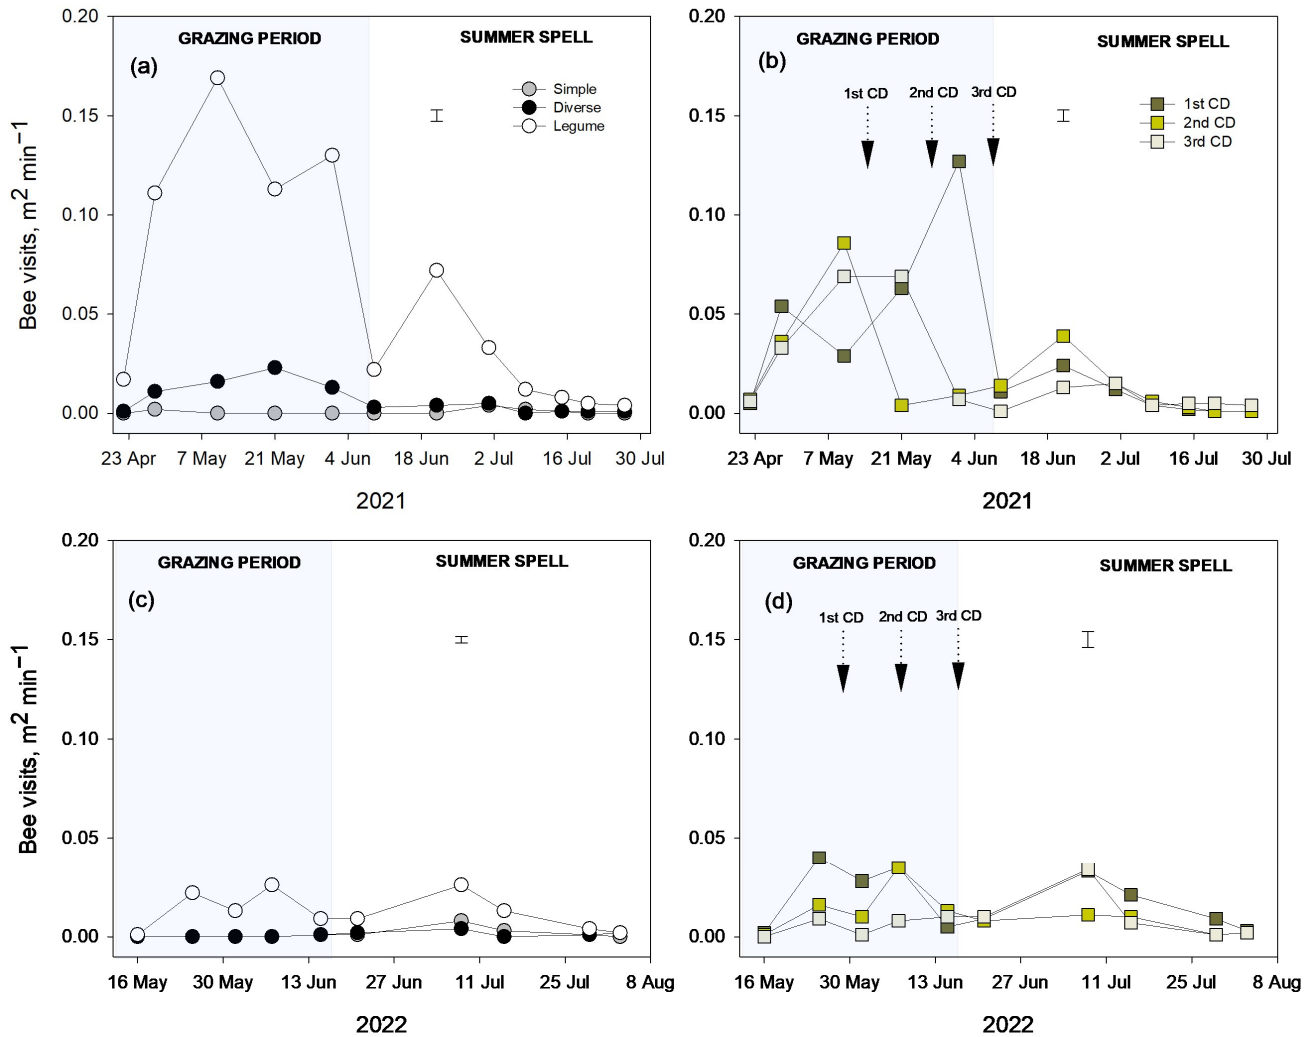 0.20
0.15
0.10
0.05
0.00
Bee visits, m² min⁻¹
GRAZING PERIOD
SUMMER SPELL
(a)
Simple
Diverse
Legume
23 Apr 7 May 21 May 4 Jun 18 Jun 2 Jul 16 Jul 30 Jul
2021
0.20
0.15
0.10
0.05
0.00
GRAZING PERIOD
SUMMER SPELL
(b)
1st CD 2nd CD 3rd CD
1st CD
2nd CD
3rd CD
23 Apr 7 May 21 May 4 Jun 18 Jun 2 Jul 16 Jul 30 Jul
2021
0.20
0.15
0.10
0.05
0.00
Bee visits, m² min⁻¹
GRAZING PERIOD
SUMMER SPELL
(c)
16 May 30 May 13 Jun 27 Jun 11 Jul 25 Jul 8 Aug
2022
0.20
0.15
0.10
0.05
0.00
GRAZING PERIOD
SUMMER SPELL
(d)
1st CD 2nd CD 3rd CD
16 May 30 May 13 Jun 27 Jun 11 Jul 25 Jul 8 Aug
2022